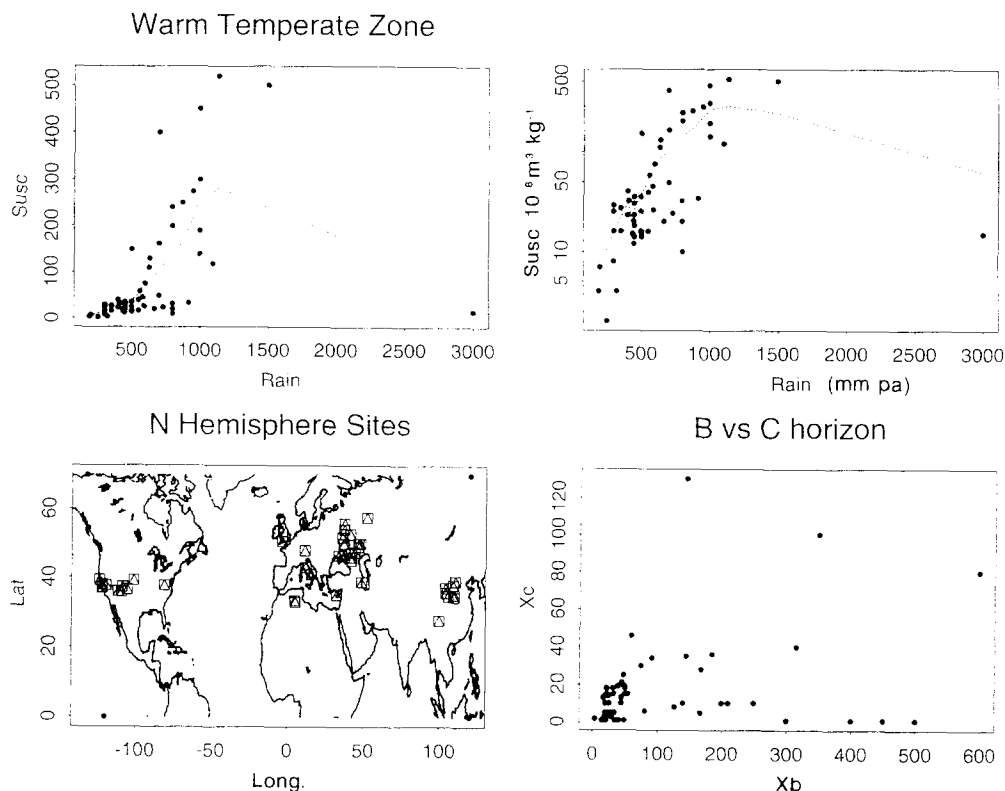 Warm Temperate Zone
Susc
0 100 200 300 400 500
500 1000 1500 2000 2500 3000
Rain
Susc 10⁻⁸m³ kg⁻¹
5 10 50 500
500 1000 1500 2000 2500 3000
Rain (mm pa)
N Hemisphere Sites
Lat
0 20 40 60
-100 -50 0 50 100
Long.
B vs C horizon
Xc
0 20 40 60 80 100 120
0 100 200 300 400 500 600
Xb